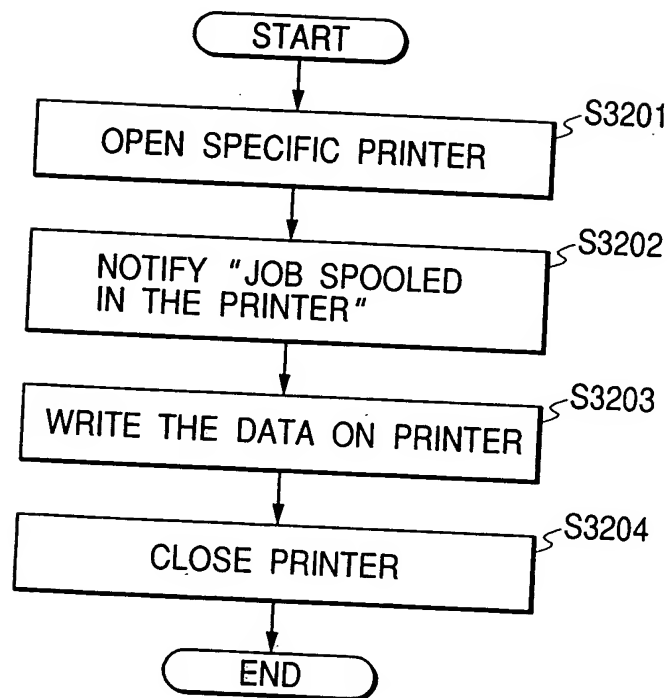 START
OPEN SPECIFIC PRINTER
S3201
NOTIFY "JOB SPOOLED
IN THE PRINTER"
S3202
WRITE THE DATA ON PRINTER
S3203
CLOSE PRINTER
S3204
END